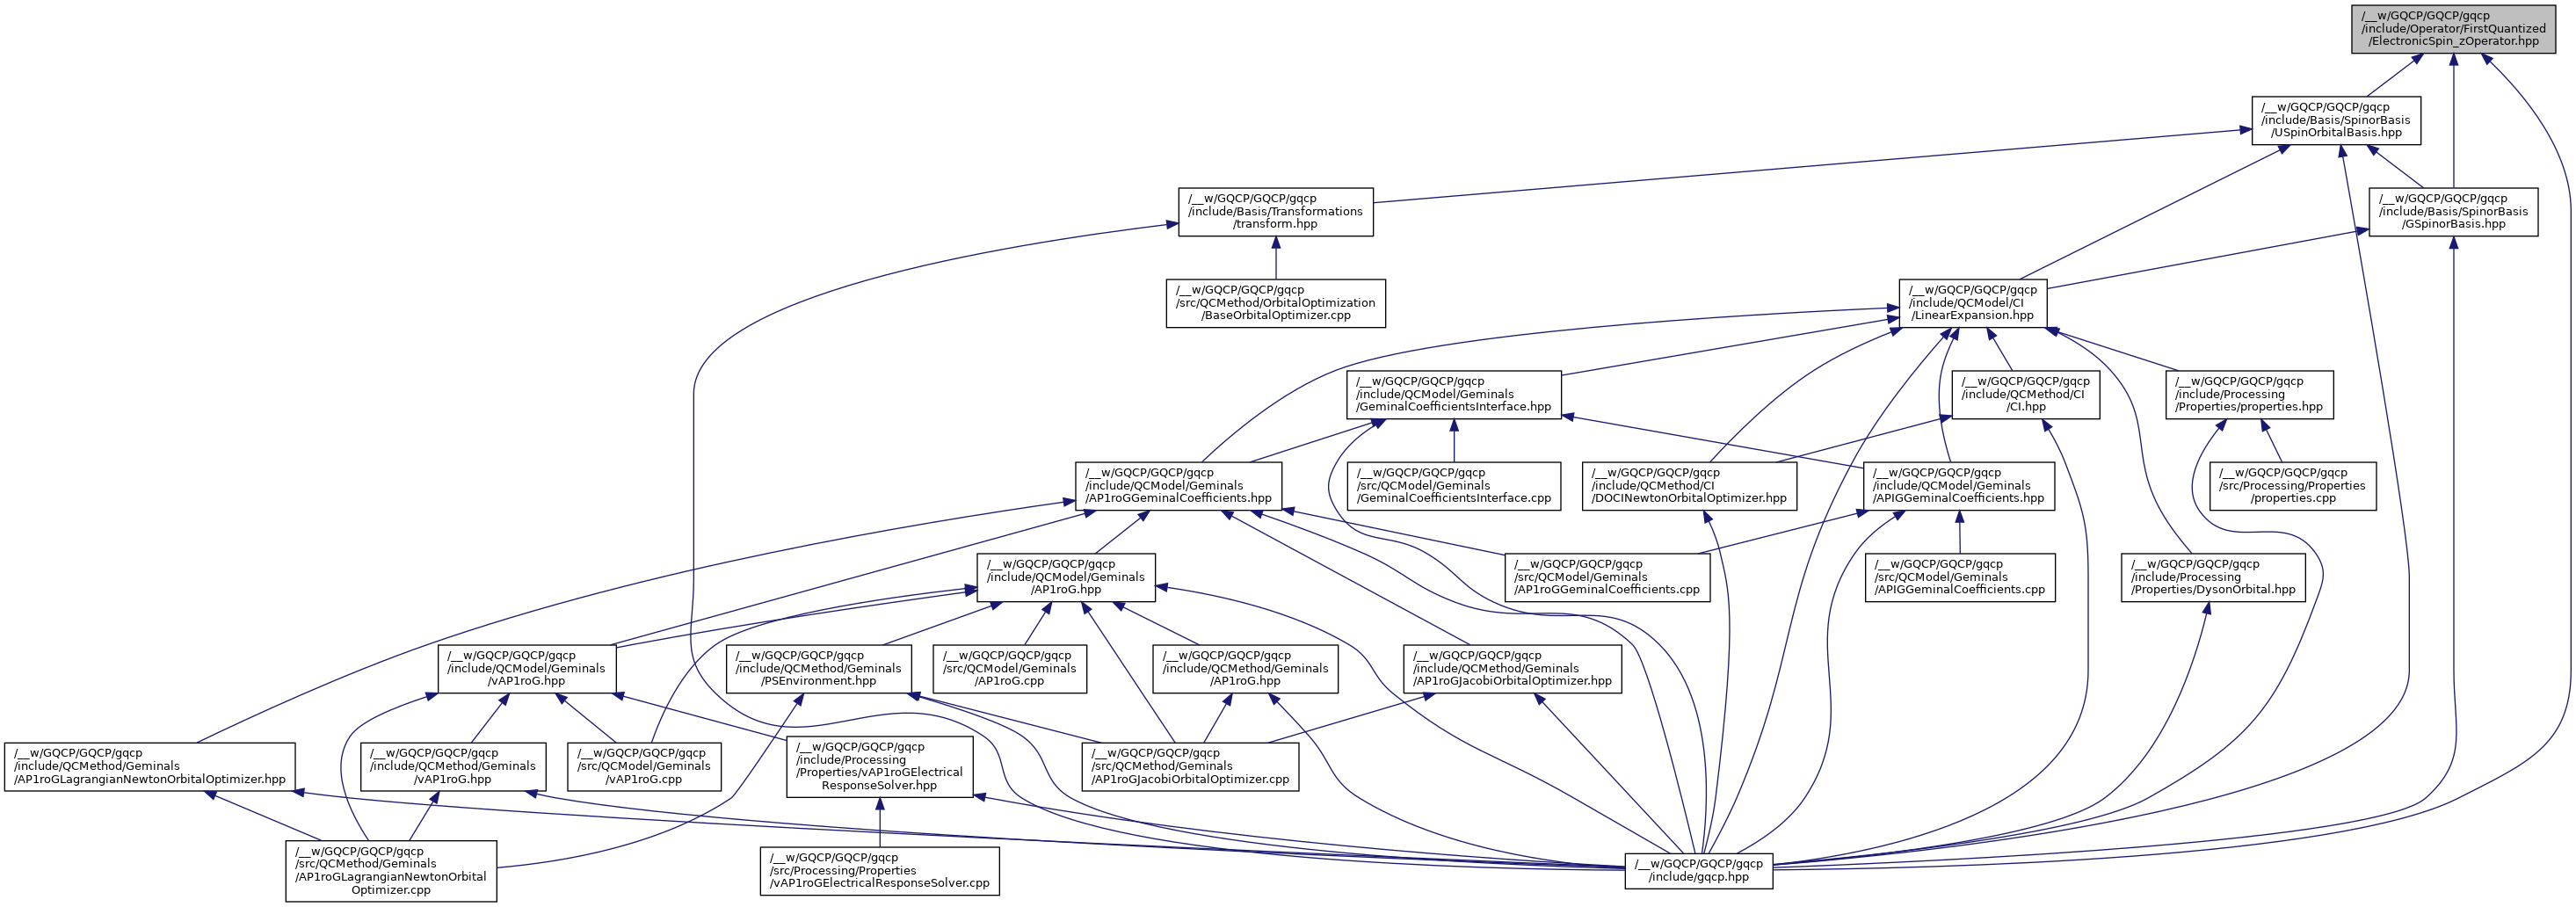 /__w/GQCP/GQCP/gqcp
/include/Operator/FirstQuantized
/ElectronicSpin_zOperator.hpp
/__w/GQCP/GQCP/gqcp
/include/Basis/SpinorBasis
/USpinOrbitalBasis.hpp
/__w/GQCP/GQCP/gqcp
/include/Basis/Transformations
/transform.hpp
/__w/GQCP/GQCP/gqcp
/include/Basis/SpinorBasis
/GSpinorBasis.hpp
/__w/GQCP/GQCP/gqcp
/src/QCMethod/OrbitalOptimization
/BaseOrbitalOptimizer.cpp
/__w/GQCP/GQCP/gqcp
/include/QCModel/CI
/LinearExpansion.hpp
/__w/GQCP/GQCP/gqcp
/include/QCModel/Geminals
/GeminalCoefficientsInterface.hpp
/__w/GQCP/GQCP/gqcp
/include/QCMethod/CI
/CI.hpp
/__w/GQCP/GQCP/gqcp
/include/Processing
/Properties/properties.hpp
/__w/GQCP/GQCP/gqcp
/include/QCModel/Geminals
/AP1roGGeminalCoefficients.hpp
/__w/GQCP/GQCP/gqcp
/src/QCModel/Geminals
/GeminalCoefficientsInterface.cpp
/__w/GQCP/GQCP/gqcp
/include/QCMethod/CI
/DOCINewtonOrbitalOptimizer.hpp
/__w/GQCP/GQCP/gqcp
/include/QCModel/Geminals
/APIGGeminalCoefficients.hpp
/__w/GQCP/GQCP/gqcp
/src/Processing/Properties
/properties.cpp
/__w/GQCP/GQCP/gqcp
/include/QCModel/Geminals
/AP1roG.hpp
/__w/GQCP/GQCP/gqcp
/src/QCModel/Geminals
/AP1roGGeminalCoefficients.cpp
/__w/GQCP/GQCP/gqcp
/src/QCModel/Geminals
/APIGGeminalCoefficients.cpp
/__w/GQCP/GQCP/gqcp
/include/Processing
/Properties/DysonOrbital.hpp
/__w/GQCP/GQCP/gqcp
/include/QCModel/Geminals
/vAP1roG.hpp
/__w/GQCP/GQCP/gqcp
/include/QCMethod/Geminals
/PSEnvironment.hpp
/__w/GQCP/GQCP/gqcp
/src/QCModel/Geminals
/AP1roG.cpp
/__w/GQCP/GQCP/gqcp
/include/QCMethod/Geminals
/AP1roG.hpp
/__w/GQCP/GQCP/gqcp
/include/QCMethod/Geminals
/AP1roGJacobiOrbitalOptimizer.hpp
/__w/GQCP/GQCP/gqcp
/include/QCMethod/Geminals
/AP1roGLagrangianNewtonOrbitalOptimizer.hpp
/__w/GQCP/GQCP/gqcp
/include/QCMethod/Geminals
/vAP1roG.hpp
/__w/GQCP/GQCP/gqcp
/src/QCModel/Geminals
/vAP1roG.cpp
/__w/GQCP/GQCP/gqcp
/include/Processing
/Properties/vAP1roGElectrical
ResponseSolver.hpp
/__w/GQCP/GQCP/gqcp
/src/QCMethod/Geminals
/AP1roGJacobiOrbitalOptimizer.cpp
/__w/GQCP/GQCP/gqcp
/src/QCMethod/Geminals
/AP1roGLagrangianNewtonOrbital
Optimizer.cpp
/__w/GQCP/GQCP/gqcp
/src/Processing/Properties
/vAP1roGElectricalResponseSolver.cpp
/__w/GQCP/GQCP/gqcp
/include/gqcp.hpp